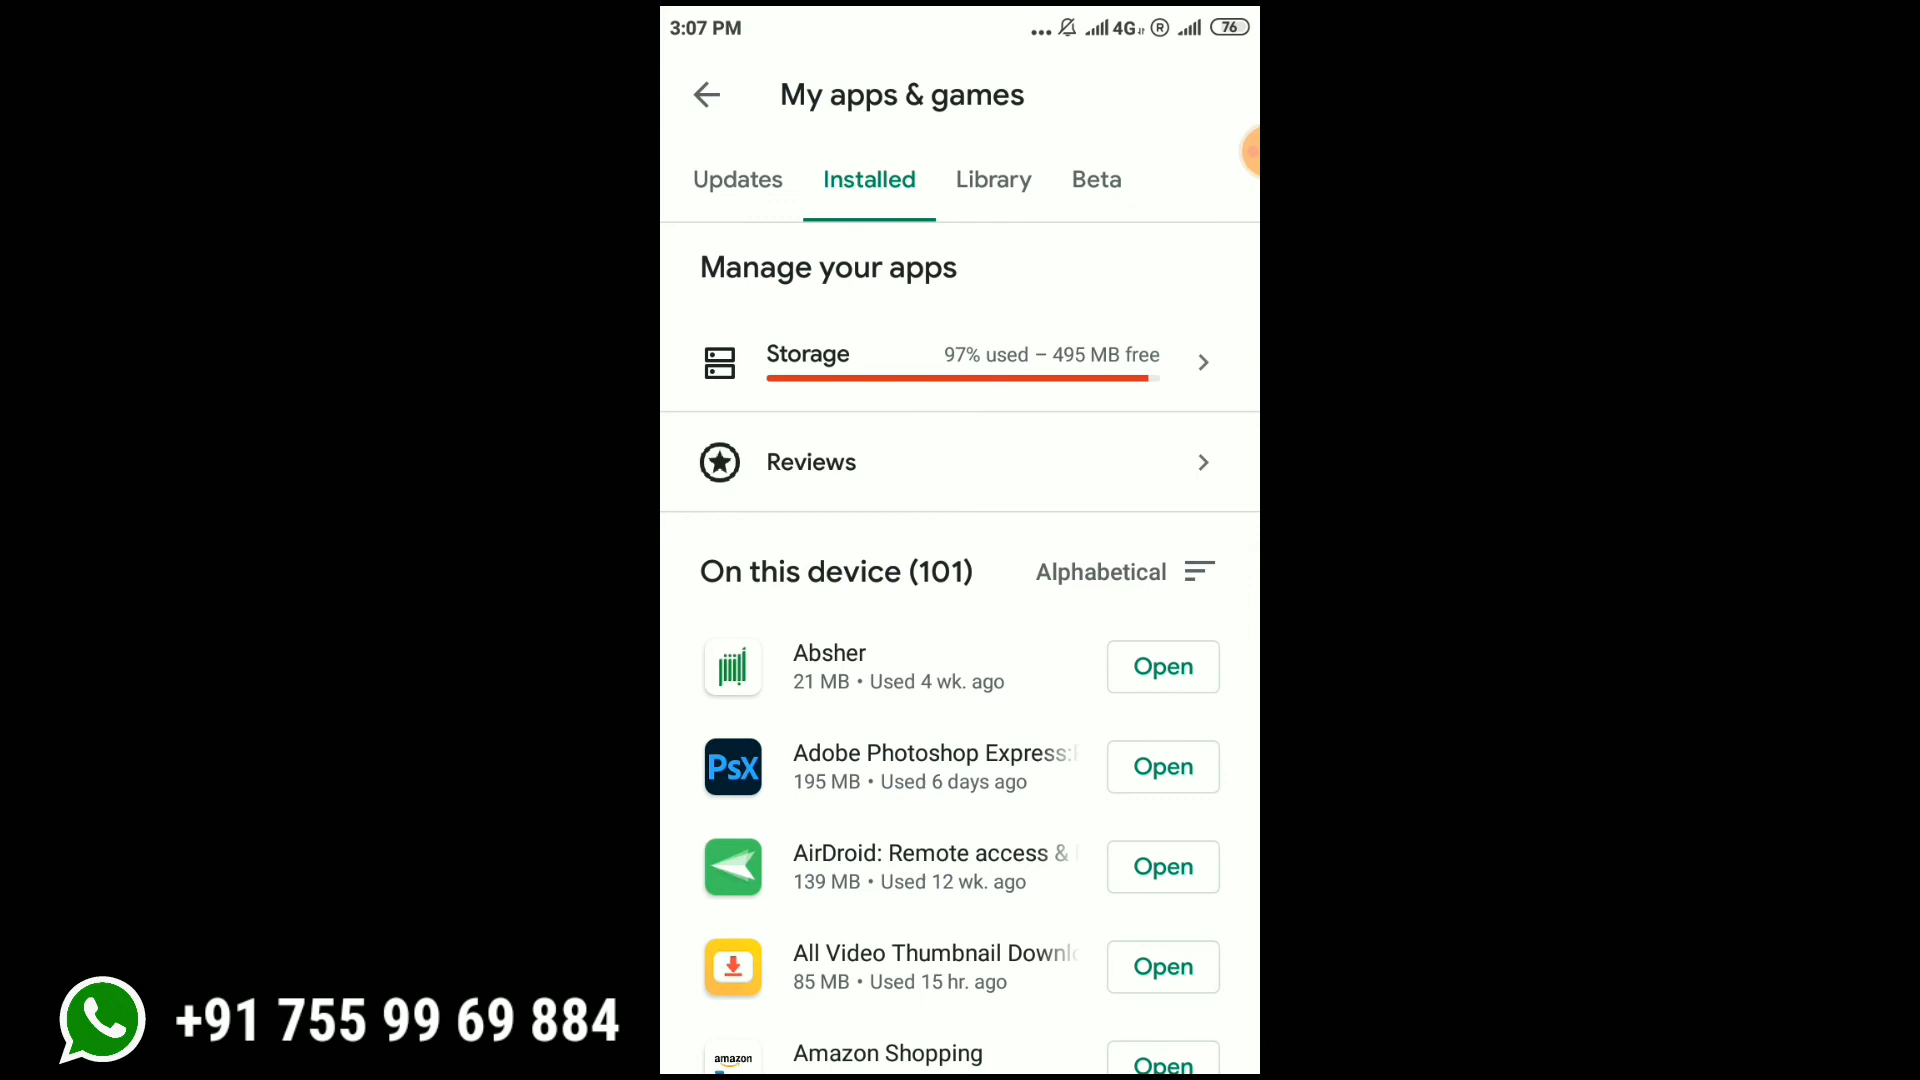 3:07 PM
4G
R
76
My apps & games
Updates
Installed
Library
Beta
Manage your apps
Storage
97% used – 495 MB free
Reviews
On this device (101)
Alphabetical
Absher
21 MB • Used 4 wk. ago
Open
PsX
Adobe Photoshop Express:
195 MB • Used 6 days ago
Open
AirDroid: Remote access &
139 MB • Used 12 wk. ago
Open
All Video Thumbnail Downl
85 MB • Used 15 hr. ago
Open
amazon
Amazon Shopping
Open
+91 755 99 69 884